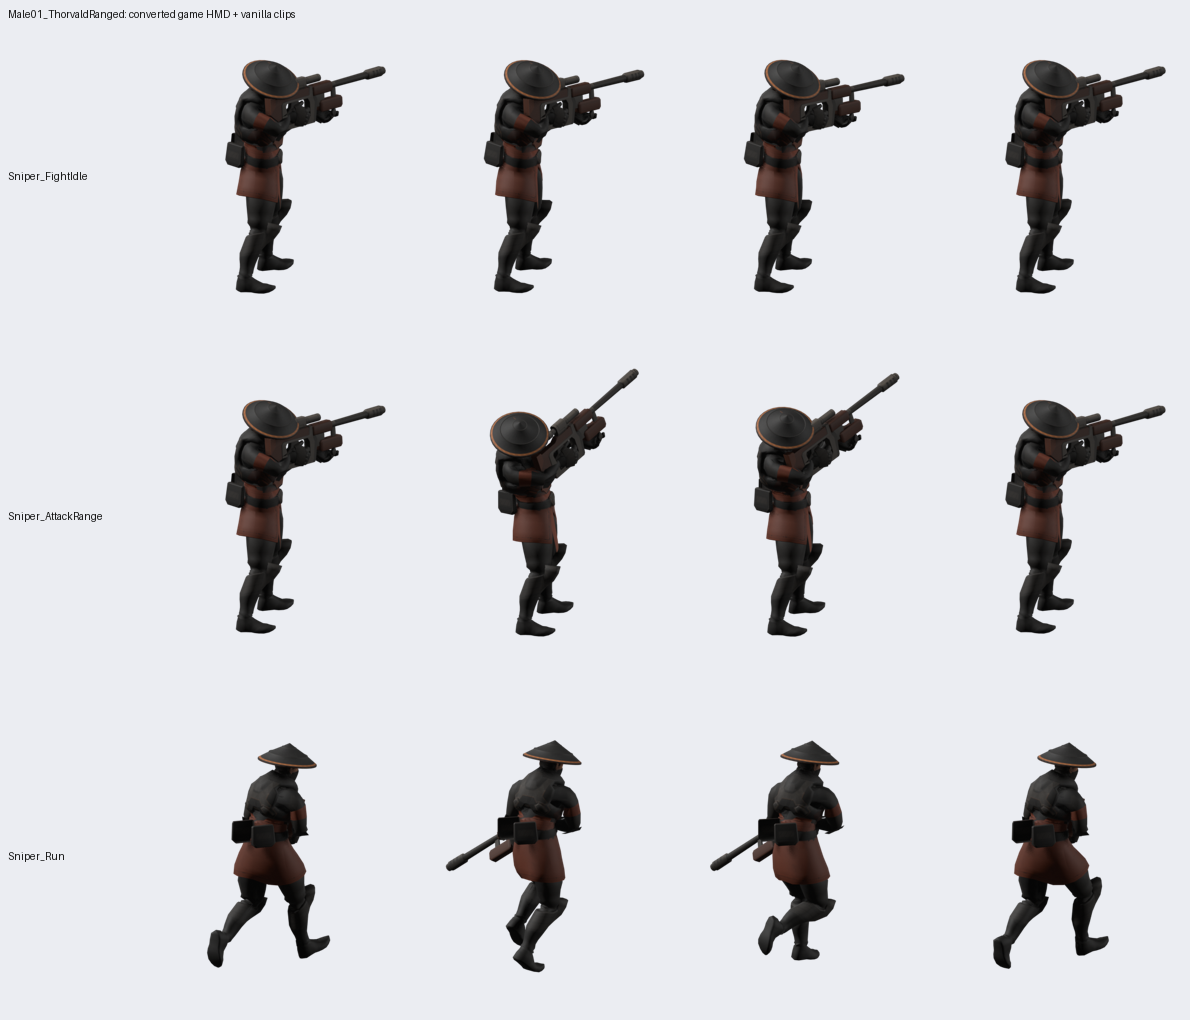 Male01_ThorvaldRanged: converted game HMD + vanilla clips
Sniper_FightIdle
Sniper_AttackRange
Sniper_Run